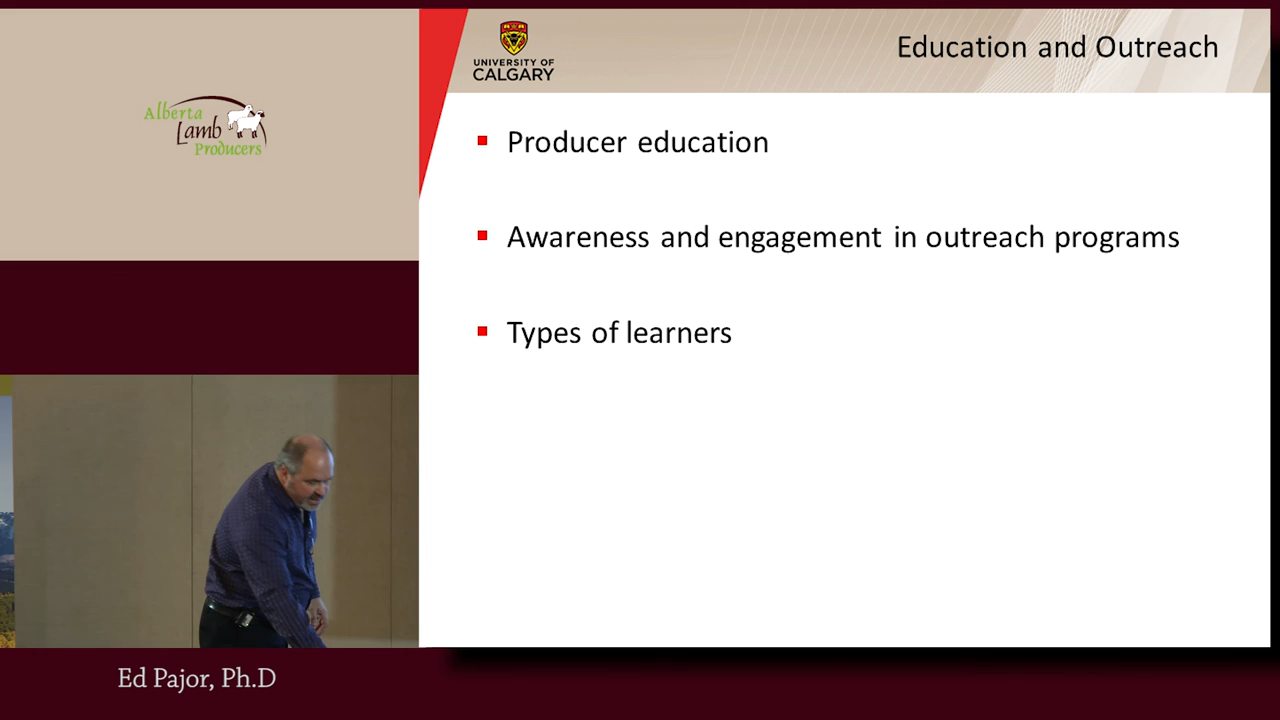 Alberta
Lamb
Producers
UNIVERSITY OF
CALGARY
Education and Outreach
Producer education
Awareness and engagement in outreach programs
Types of learners
Ed Pajor, Ph.D